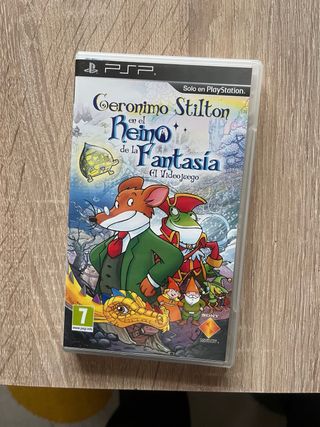 PSP
Solo en PlayStation.
Geronimo Stilton
en el
Reino
de la
Fantasía
El Videojuego
7
www.pegi.info
SONY